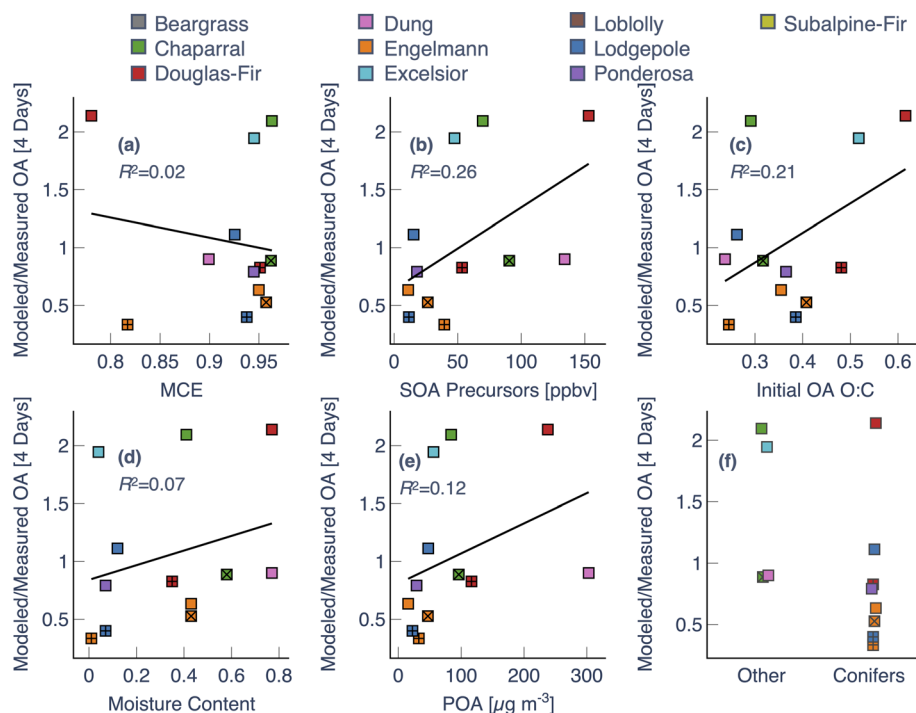 Beargrass
Dung
Loblolly
Subalpine-Fir
Chaparral
Engelmann
Lodgepole
Douglas-Fir
Excelsior
Ponderosa
Modeled/Measured OA [4 Days]
2
1.5
1
0.5
(a)
R²=0.02
0.8
0.85
0.9
0.95
MCE
Modeled/Measured OA [4 Days]
2
1.5
1
0.5
(b)
R²=0.26
0
50
100
150
SOA Precursors [ppbv]
Modeled/Measured OA [4 Days]
2
1.5
1
0.5
(c)
R²=0.21
0.3
0.4
0.5
0.6
Initial OA O:C
Modeled/Measured OA [4 Days]
2
1.5
1
0.5
(d)
R²=0.07
0
0.2
0.4
0.6
0.8
Moisture Content
Modeled/Measured OA [4 Days]
2
1.5
1
0.5
(e)
R²=0.12
0
100
200
300
POA [µg m⁻³]
Modeled/Measured OA [4 Days]
2
1.5
1
0.5
(f)
Other
Conifers